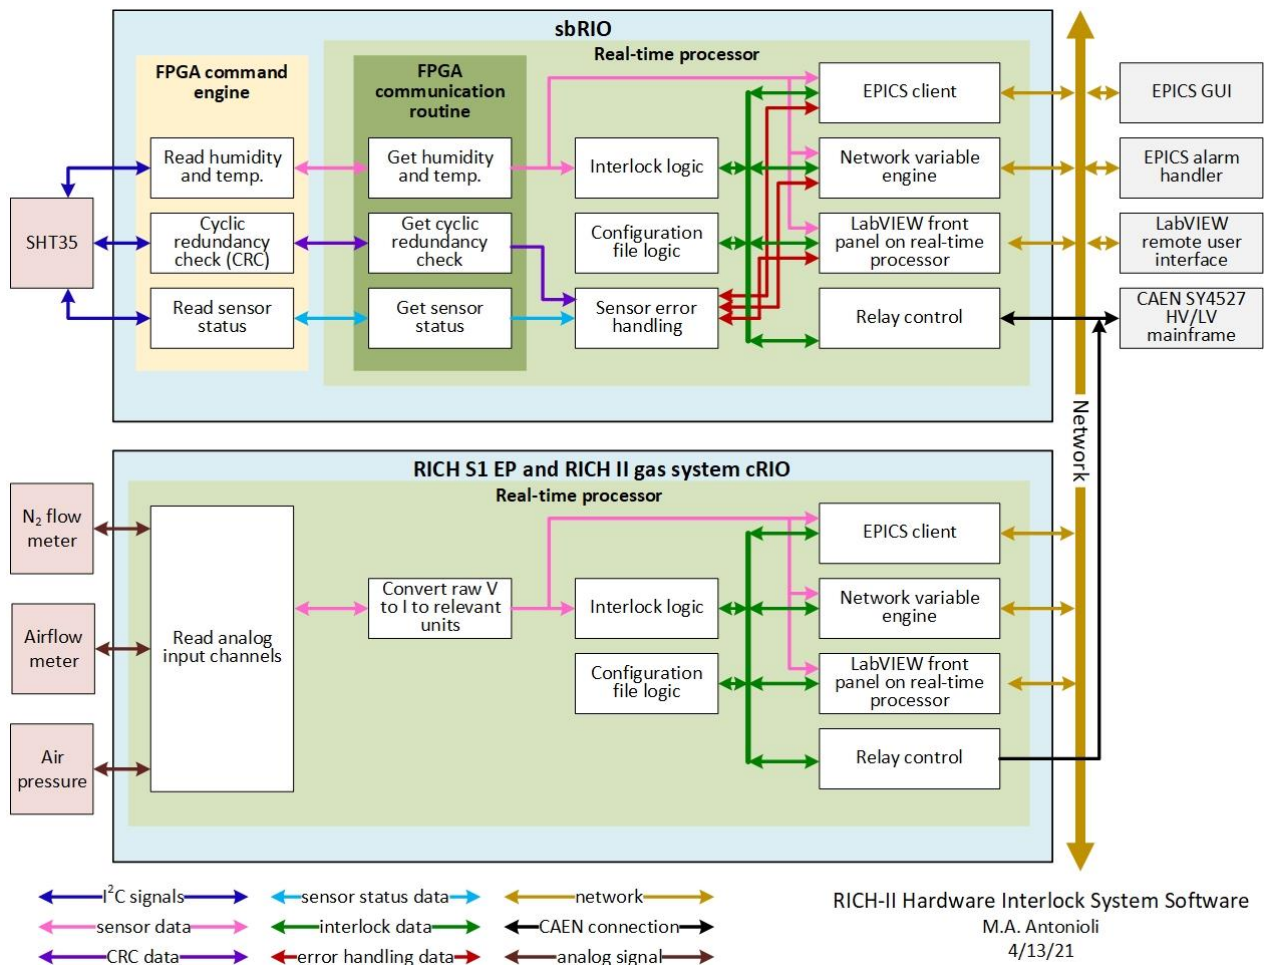 sbRIO
Real-time processor
FPGA command
engine
FPGA
communication
routine
EPICS client
EPICS GUI
Read humidity
and temp.
Get humidity
and temp.
Interlock logic
Network variable
engine
EPICS alarm
handler
SHT35
Cyclic
redundancy
check (CRC)
Get cyclic
redundancy
check
Configuration
file logic
LabVIEW front
panel on real-time
processor
LabVIEW
remote user
interface
Read sensor
status
Get sensor
status
Sensor error
handling
Relay control
CAEN SY4527
HV/LV
mainframe
Network
RICH S1 EP and RICH II gas system cRIO
Real-time processor
N₂ flow
meter
Airflow
meter
Air
pressure
Read analog
input channels
Convert raw V
to I to relevant
units
Interlock logic
Configuration
file logic
EPICS client
Network variable
engine
LabVIEW front
panel on real-time
processor
Relay control
I²C signals
sensor status data
network
sensor data
interlock data
CAEN connection
CRC data
error handling data
analog signal
RICH-II Hardware Interlock System Software
M.A. Antonioli
4/13/21